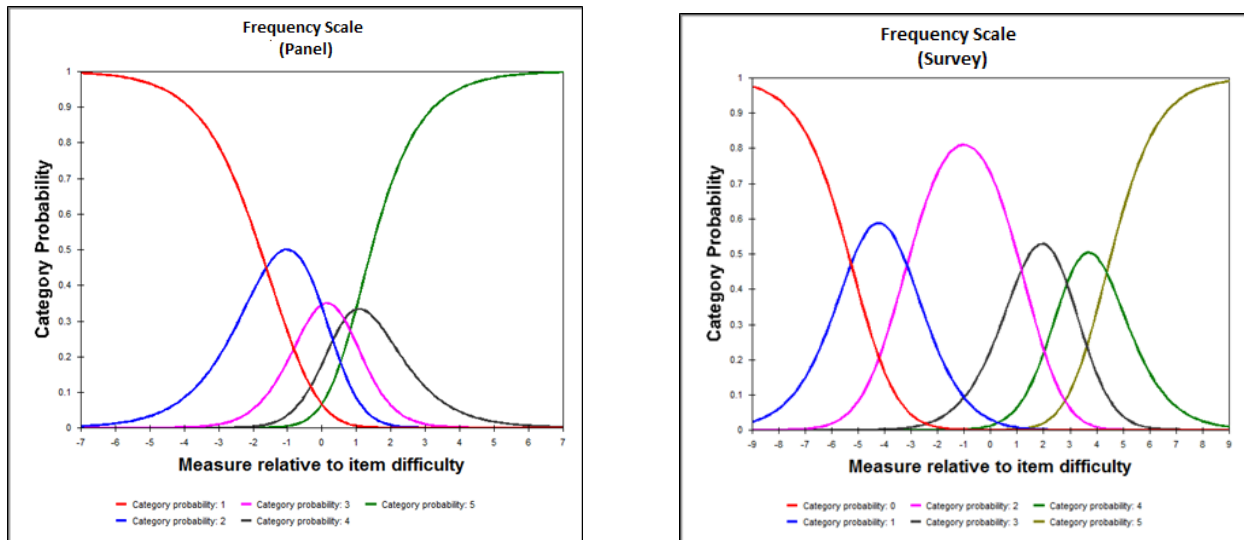 Frequency Scale
(Panel)
1
0.9
0.8
0.7
0.6
0.5
0.4
0.3
0.2
0.1
0
Category Probability
-7 -6 -5 -4 -3 -2 -1 0 1 2 3 4 5 6 7
Measure relative to item difficulty
Category probability: 1 Category probability: 3 Category probability: 5
Category probability: 2 Category probability: 4
Frequency Scale
(Survey)
1
0.9
0.8
0.7
0.6
0.5
0.4
0.3
0.2
0.1
0
Category Probability
-9 -8 -7 -6 -5 -4 -3 -2 -1 0 1 2 3 4 5 6 7 8 9
Measure relative to item difficulty
Category probability: 0 Category probability: 2 Category probability: 4
Category probability: 1 Category probability: 3 Category probability: 5